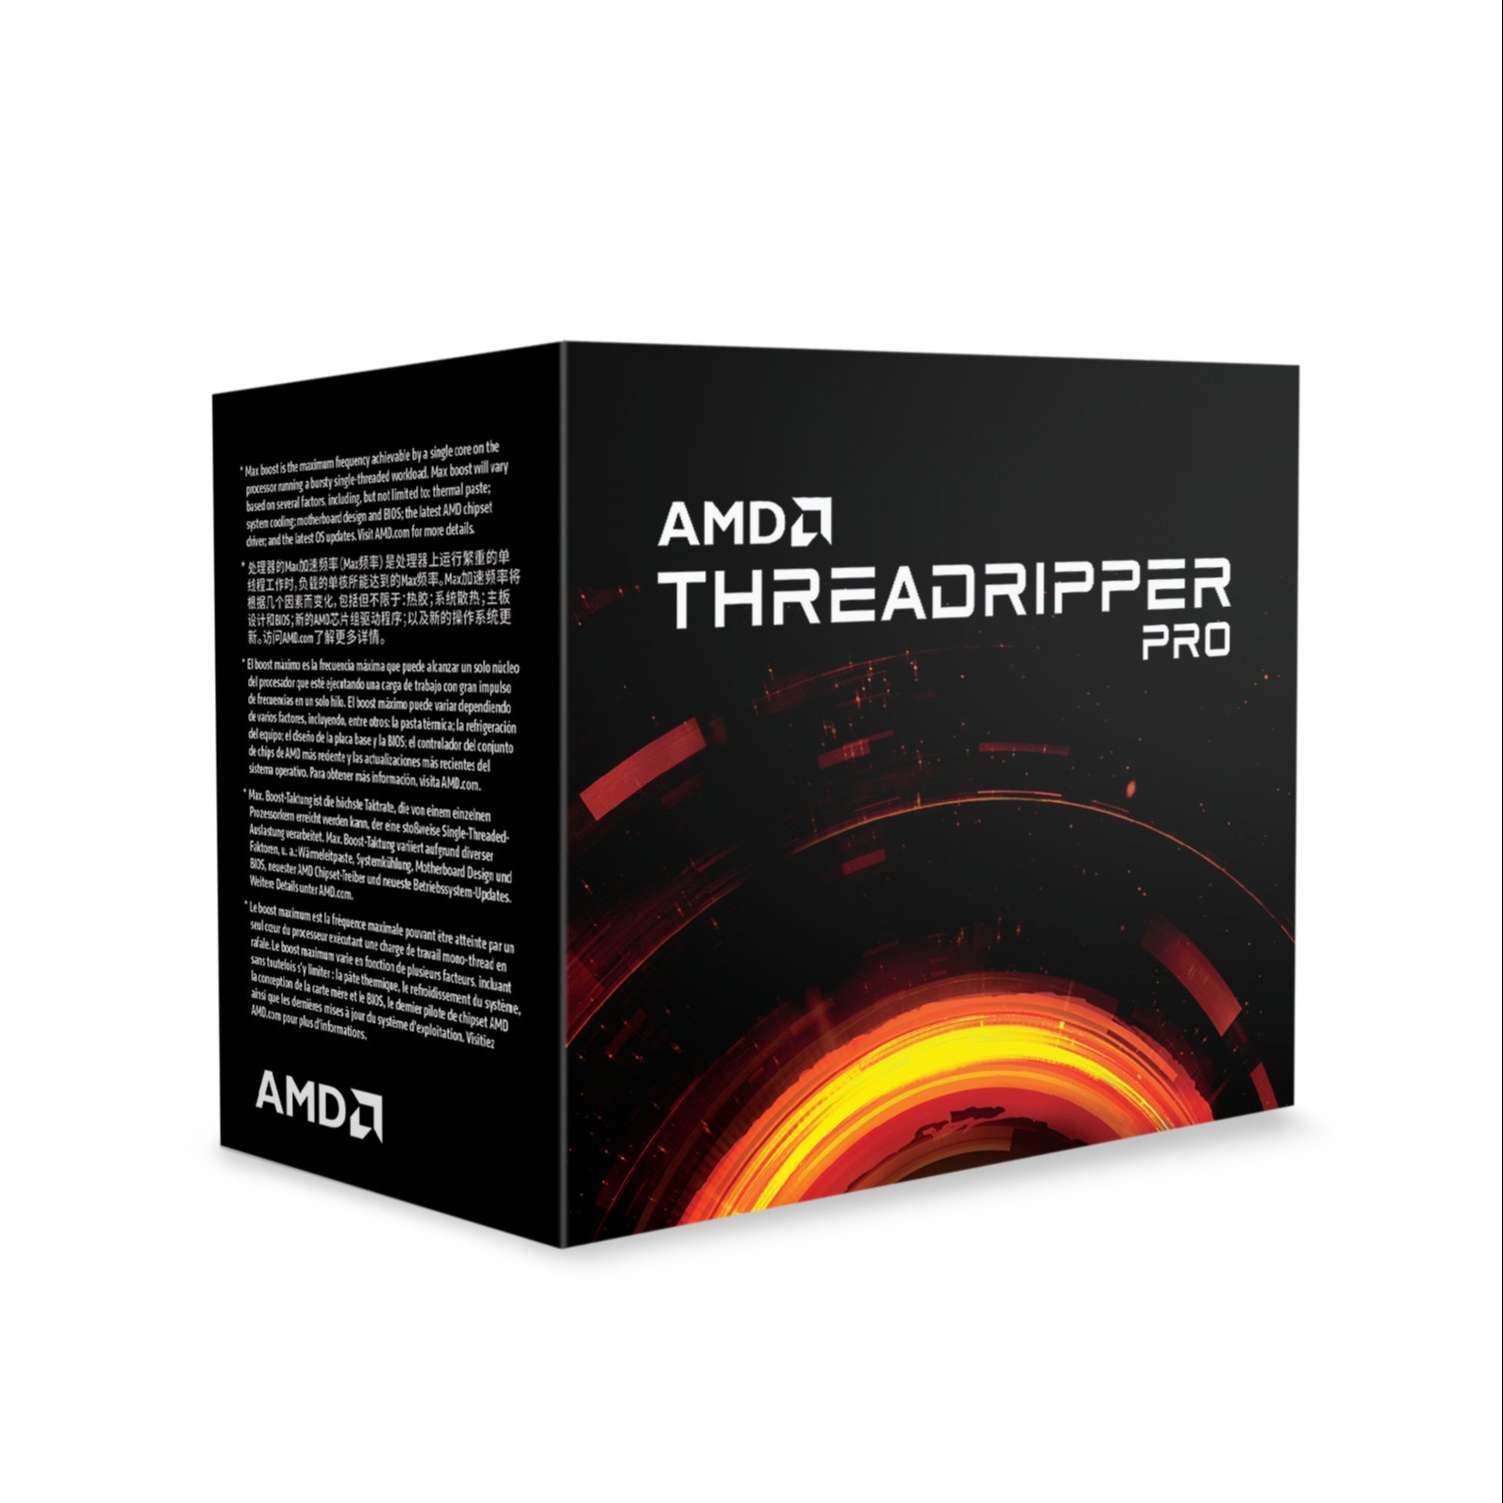 * Max boost is the maximum frequency achievable by a single core on the
processor running a bursty single-threaded workload. Max boost will vary
based on several factors, including, but not limited to: thermal paste;
system cooling; motherboard design and BIOS; the latest AMD chipset
driver; and the latest OS updates. Visit AMD.com for more details.
* 处理器的Max加速频率(Max频率)是处理器上运行繁重的单
线程工作时,负载的单核所能达到的Max频率。Max加速频率将
根据几个因素而变化,包括但不限于:热胶;系统散热;主板
设计和BIOS;新的AMD芯片组驱动程序;以及新的操作系统更
新。访问AMD.com了解更多详情。
* El boost máximo es la frecuencia máxima que puede alcanzar un solo núcleo
del procesador que esté ejecutando una carga de trabajo con gran impulso
de frecuencias en un solo hilo. El boost máximo puede variar dependiendo
de varios factores, incluyendo, entre otros: la pasta térmica; la refrigeración
del equipo; el diseño de la placa base y la BIOS; el controlador del conjunto
de chips de AMD más reciente y las actualizaciones más recientes del
sistema operativo. Para obtener más información, visita AMD.com.
* Max. Boost-Taktung ist die höchste Taktrate, die von einem einzelnen
Prozessorkern erreicht werden kann, der eine stoßweise Single-Threaded-
Auslastung verarbeitet. Max. Boost-Taktung variiert aufgrund diverser
Faktoren, u. a.: Wärmeleitpaste, Systemkühlung, Motherboard Design und
BIOS, neuester AMD Chipset-Treiber und neueste Betriebssystem-Updates.
Weitere Details unter AMD.com.
* Le boost maximum est la fréquence maximale pouvant être atteinte par un
seul cœur du processeur exécutant une charge de travail mono-thread en
rafale. Le boost maximum varie en fonction de plusieurs facteurs, incluant
sans toutefois s'y limiter : la pâte thermique, le refroidissement du système,
la conception de la carte mère et le BIOS, le dernier pilote de chipset AMD
ainsi que les dernières mises à jour du système d'exploitation. Visitiez
AMD.com pour plus d'informations.
AMD
AMD
THREADRIPPER
PRO